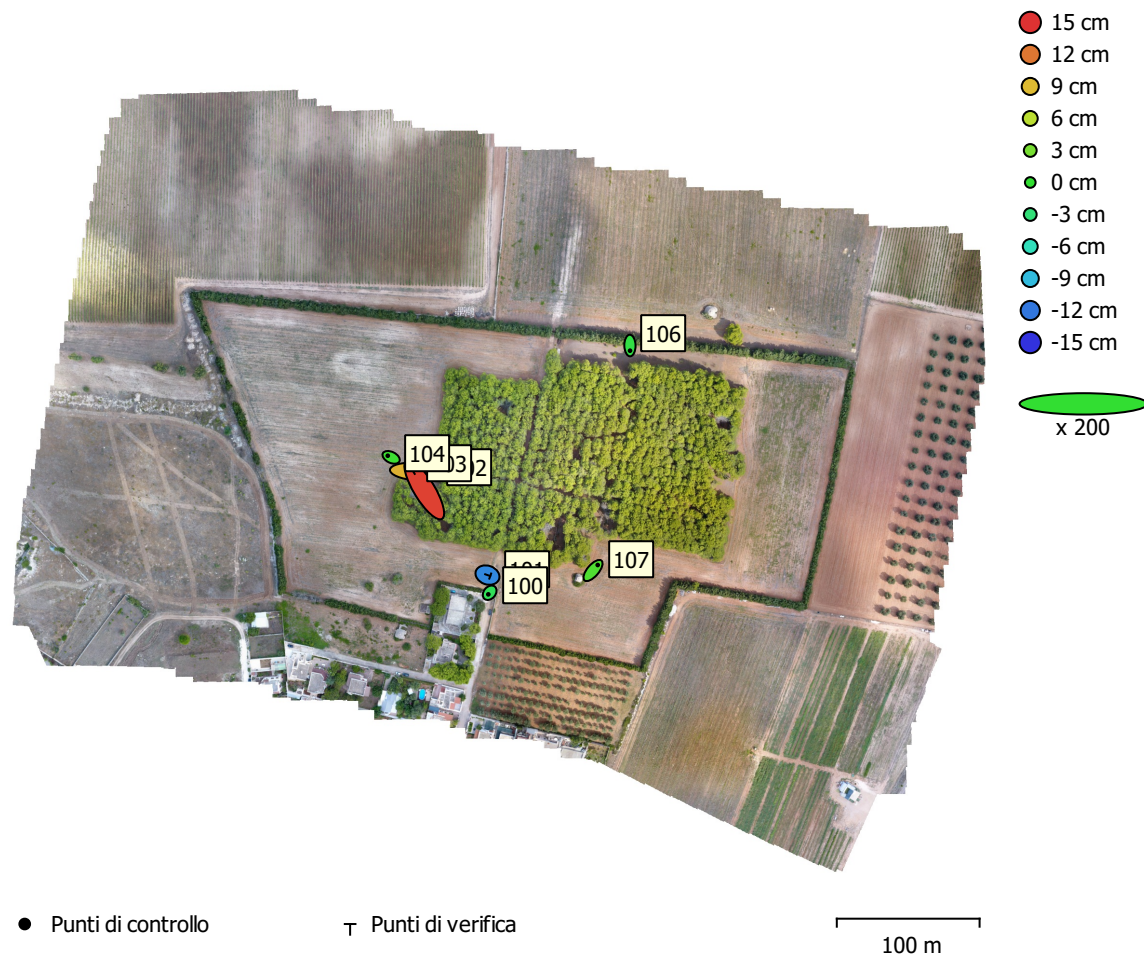 15 cm
12 cm
9 cm
6 cm
3 cm
0 cm
-3 cm
-6 cm
-9 cm
-12 cm
-15 cm
x 200
106
104
107
100
Punti di controllo
Punti di verifica
100 m